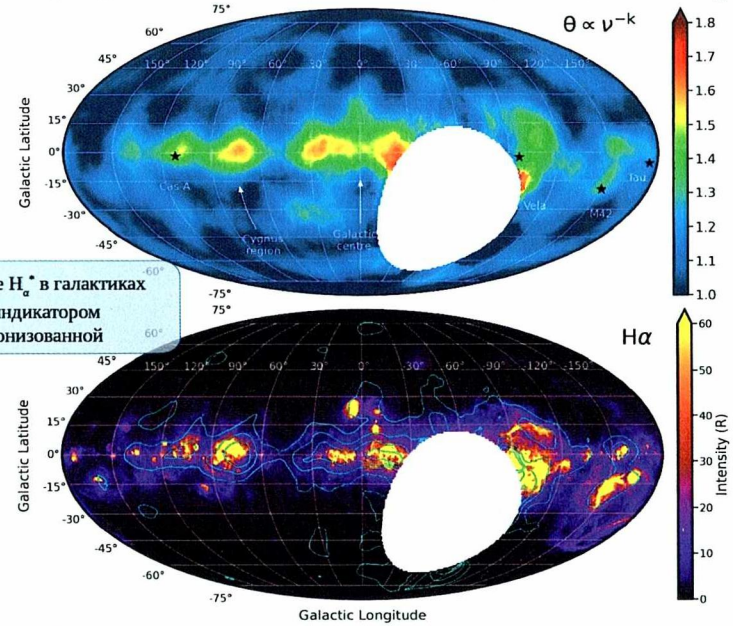 75°
60°
θ ∝ ν⁻ᵏ
45°
30°
150° 120° 90° 60° 30° 0° -60° -120° 150°
15°
0°
-15°
-30°
-45°
-60°
-75°
Galactic Latitude
Cas A
Cygnus region
Galactic centre
Vela
M42
Tau
1.8
1.7
1.6
1.5
1.4
1.3
1.2
1.1
1.0
е Hα* в галактиках
индикатором
онизованной
75°
60°
Hα
45°
30°
150° 120° 90° 60° 30° 0° -30° -60° -90° -120° -150°
15°
0°
-15°
-30°
-45°
-60°
-75°
Galactic Latitude
Galactic Longitude
60
50
40
30
20
10
0
Intensity (R)